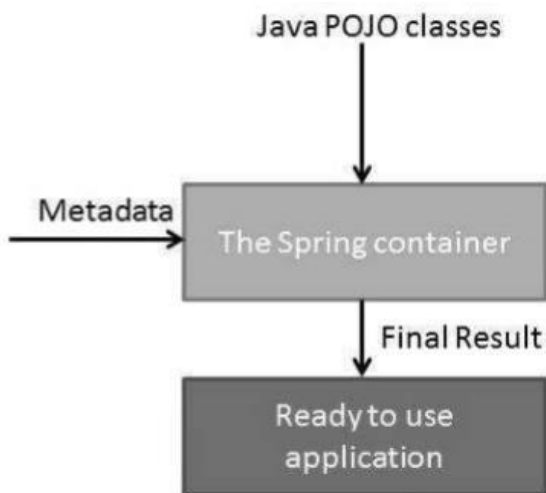 Java POJO classes
Metadata
The Spring container
Final Result
Ready to use
application